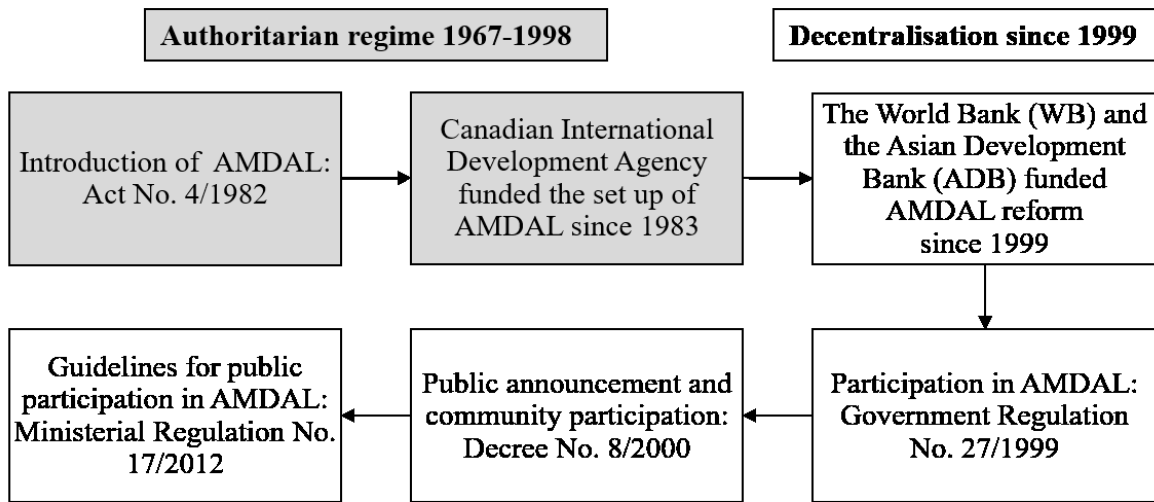 Authoritarian regime 1967-1998
Decentralisation since 1999
Introduction of AMDAL:
Act No. 4/1982
Canadian International
Development Agency
funded the set up of
AMDAL since 1983
The World Bank (WB) and
the Asian Development
Bank (ADB) funded
AMDAL reform
since 1999
Participation in AMDAL:
Government Regulation
No. 27/1999
Public announcement and
community participation:
Decree No. 8/2000
Guidelines for public
participation in AMDAL:
Ministerial Regulation No.
17/2012